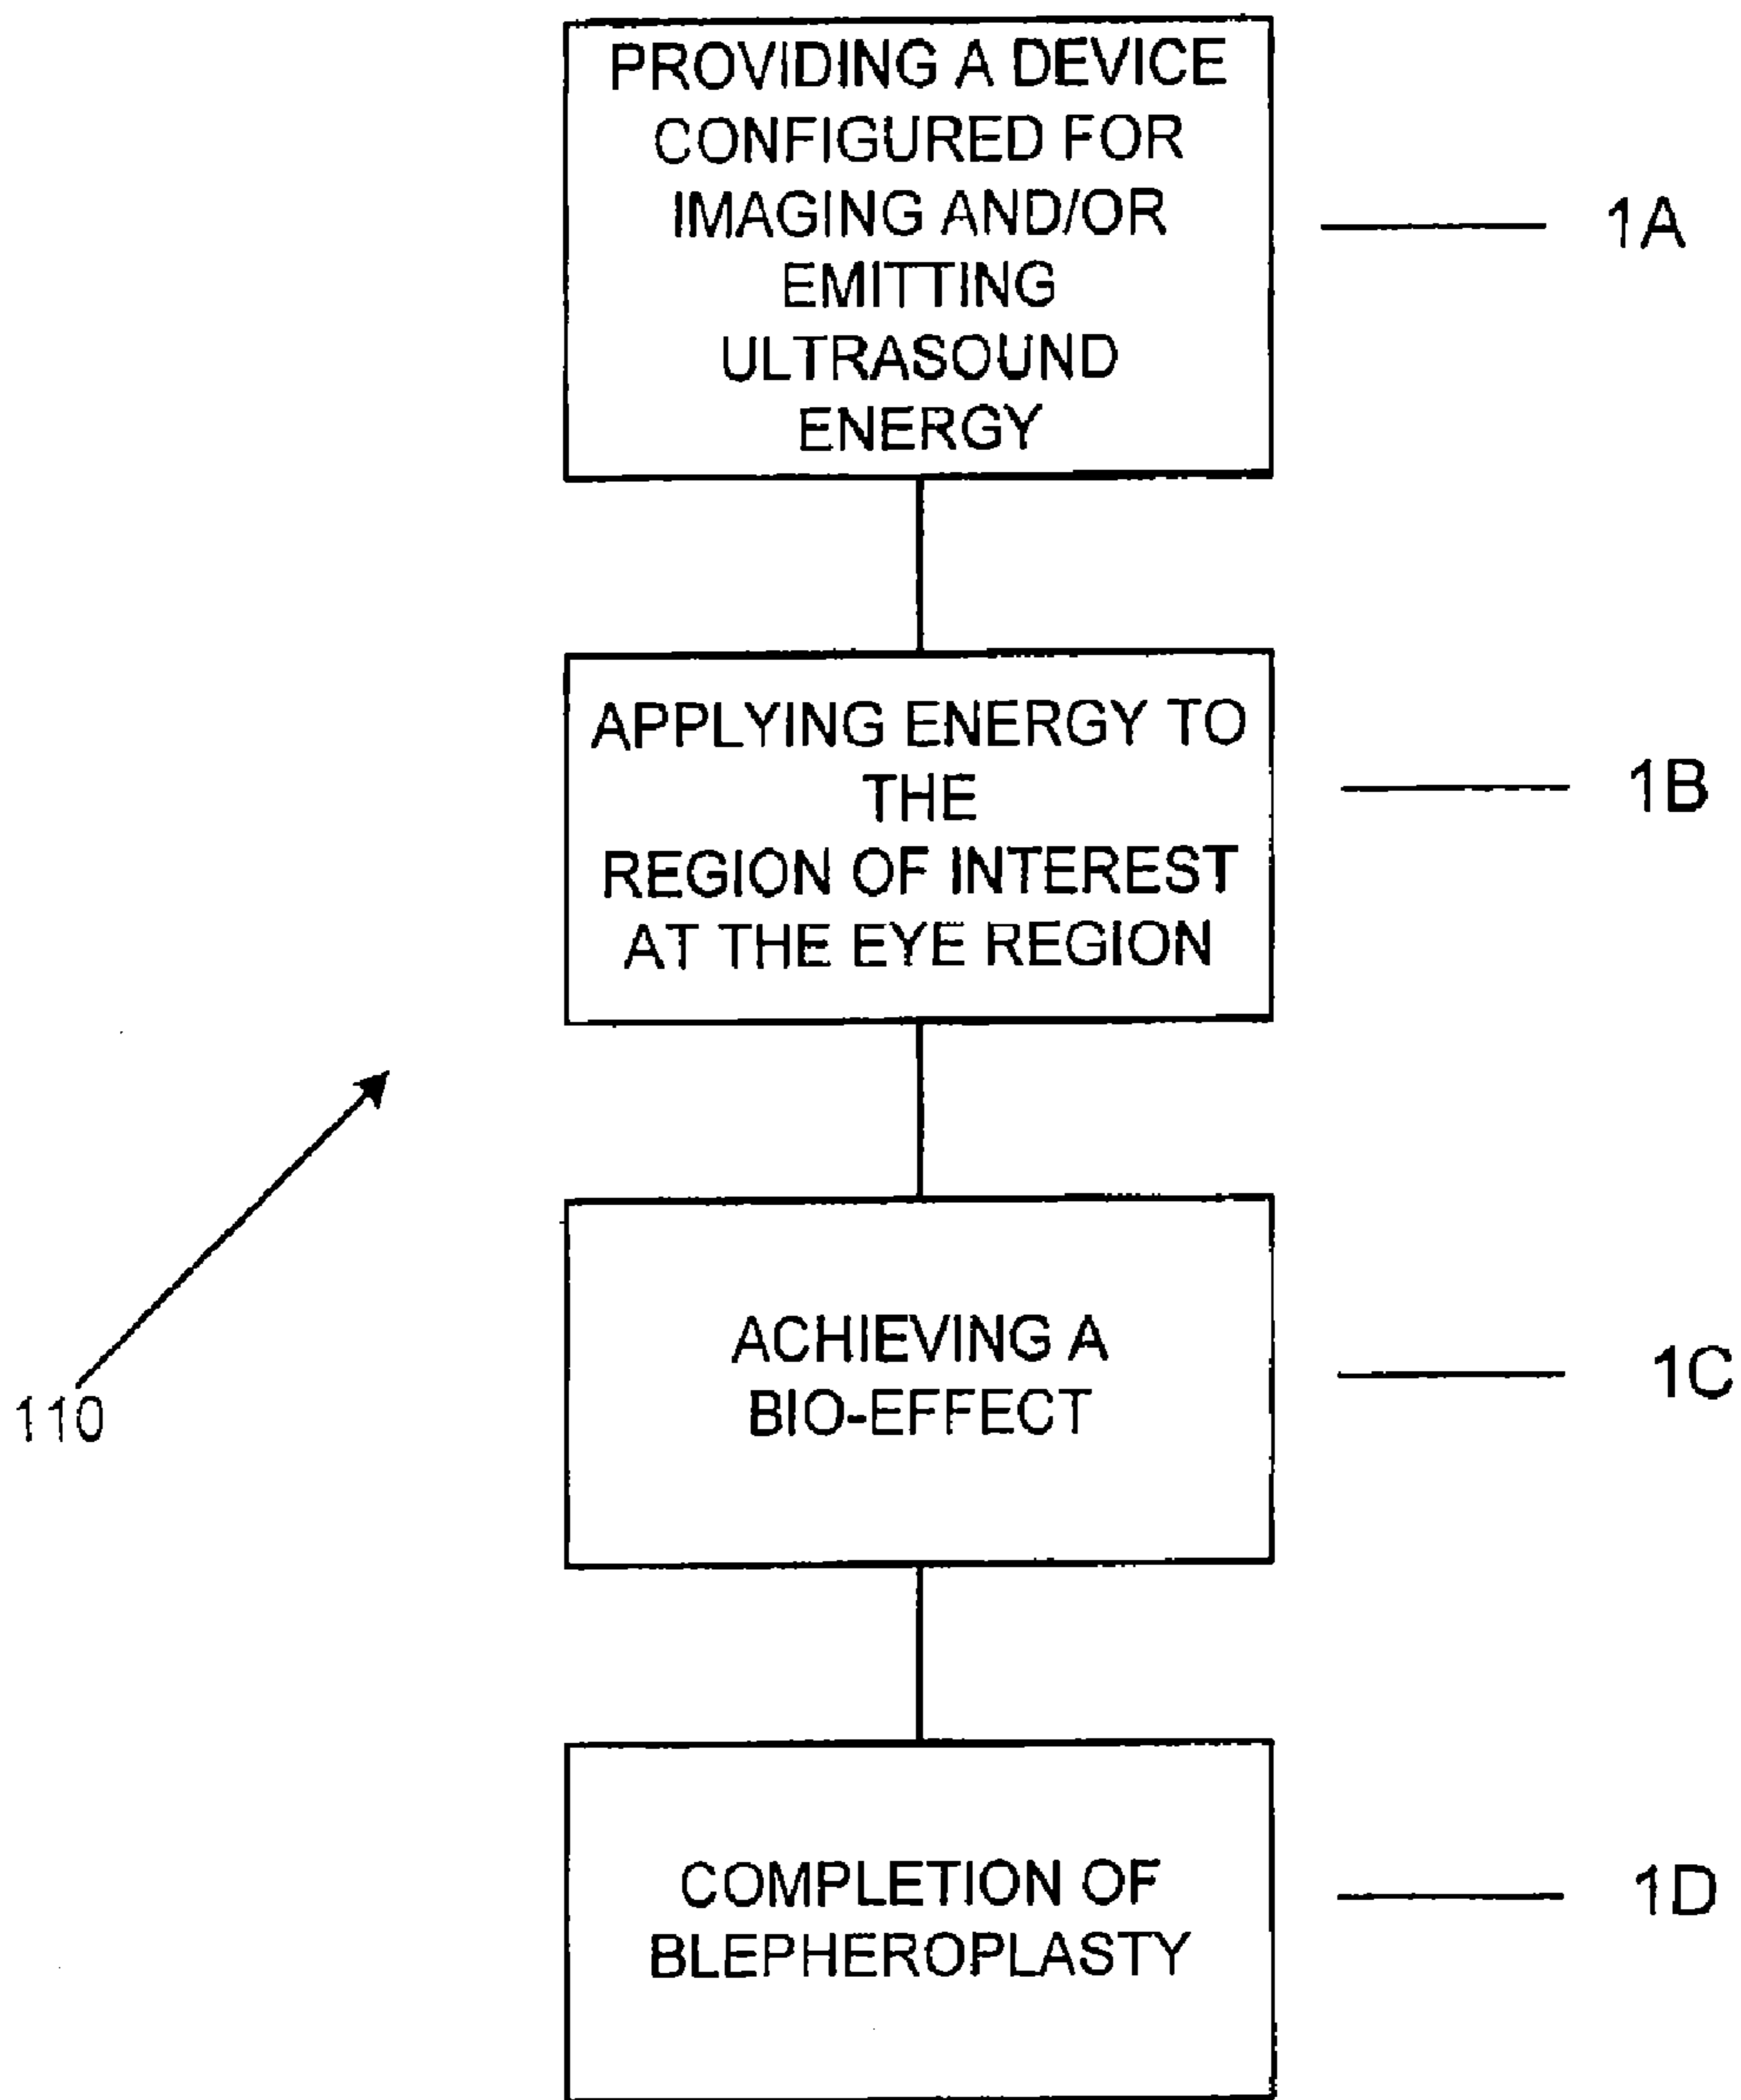 PROVIDING A DEVICE
CONFIGURED FOR
IMAGING AND/OR
EMITTING
ULTRASOUND
ENERGY
1A
APPLYING ENERGY TO
THE
REGION OF INTEREST
AT THE EYE REGION
1B
ACHIEVING A
BIO-EFFECT
1C
110
COMPLETION OF
BLEPHEROPLASTY
1D